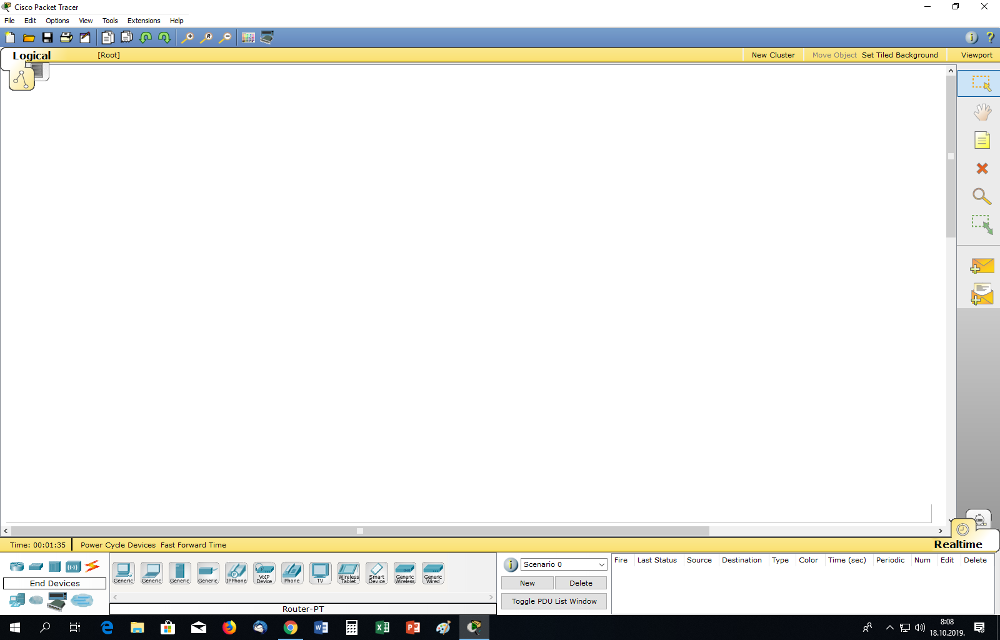 Cisco Packet Tracer
File Edit Options View Tools Extensions Help
Logical [Root] New Cluster Move Object Set Tiled Background Viewport
Time: 00:01:35 Power Cycle Devices Fast Forward Time Realtime
End Devices
Generic Generic Generic Generic IPPhone VoIP Device Phone TV Wireless Tablet Smart Device Generic Wireless Generic Wired
Router-PT
Scenario 0
New Delete
Toggle PDU List Window
Fire Last Status Source Destination Type Color Time (sec) Periodic Num Edit Delete
8:08
18.10.2019.